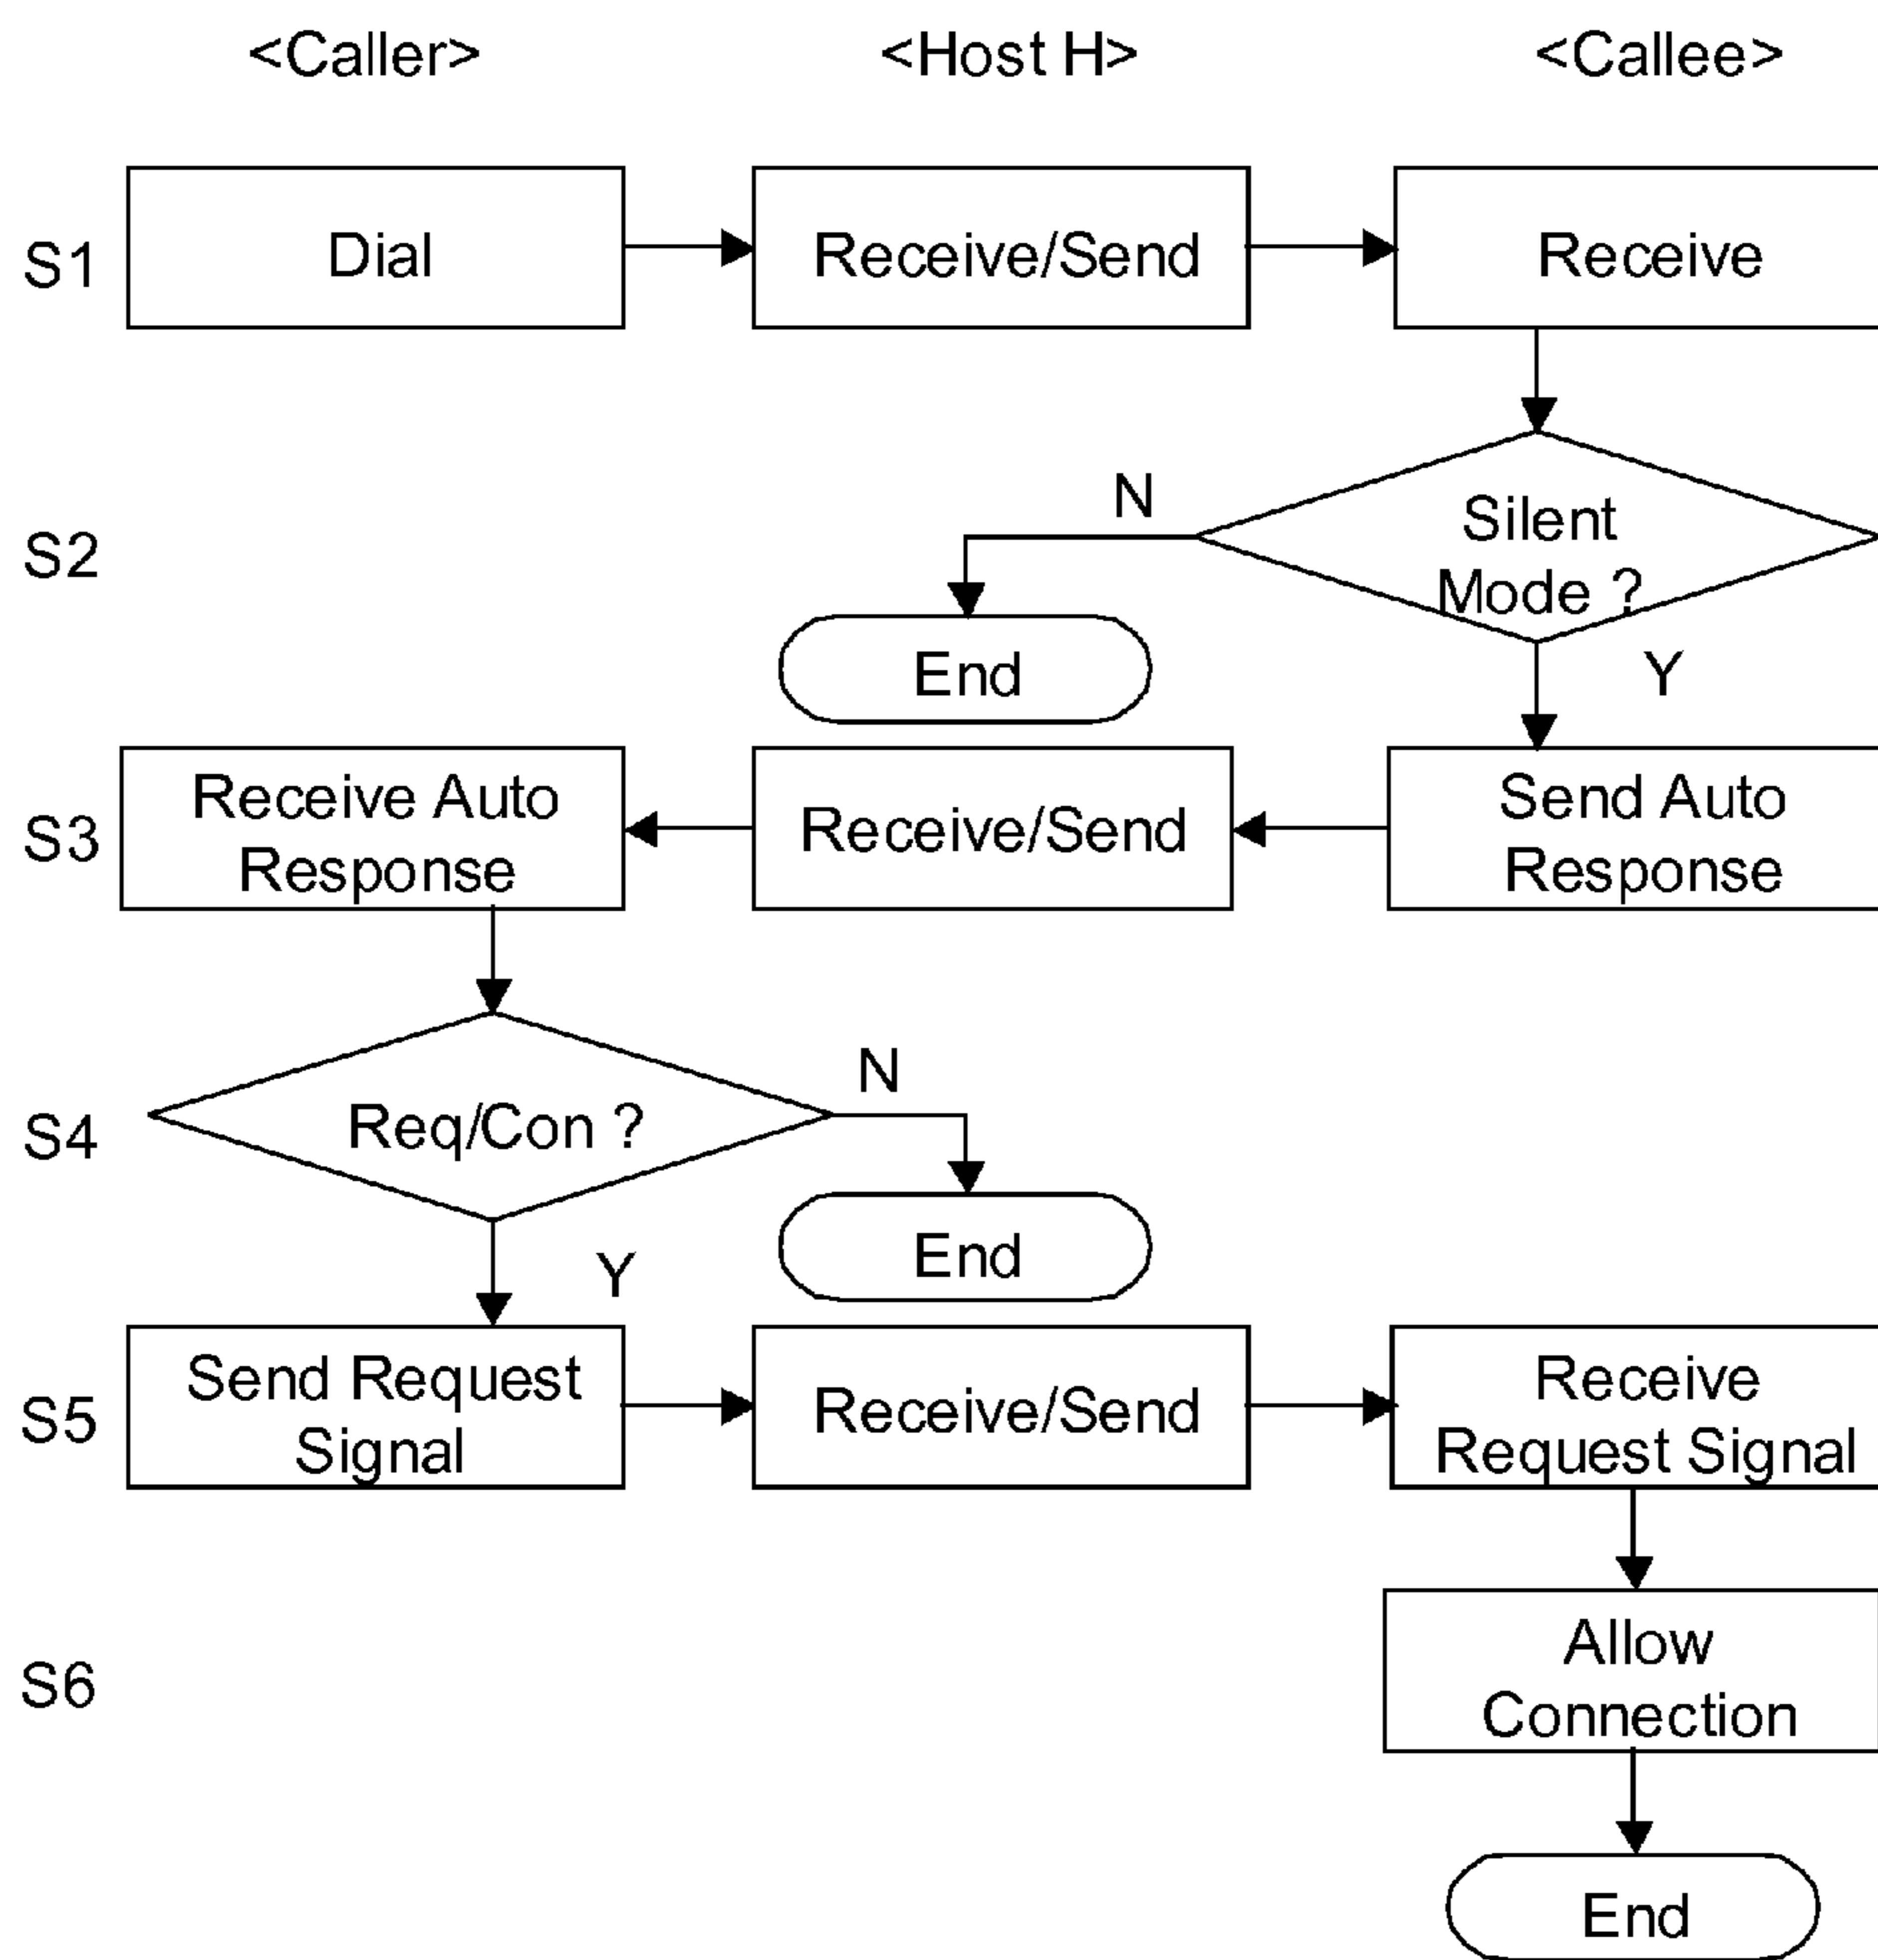 <Caller>
<Host H>
<Callee>
S1
Dial
Receive/Send
Receive
S2
N
Silent
Mode ?
End
Y
S3
Receive Auto
Response
Receive/Send
Send Auto
Response
S4
Req/Con ?
N
End
Y
S5
Send Request
Signal
Receive/Send
Receive
Request Signal
S6
Allow
Connection
End